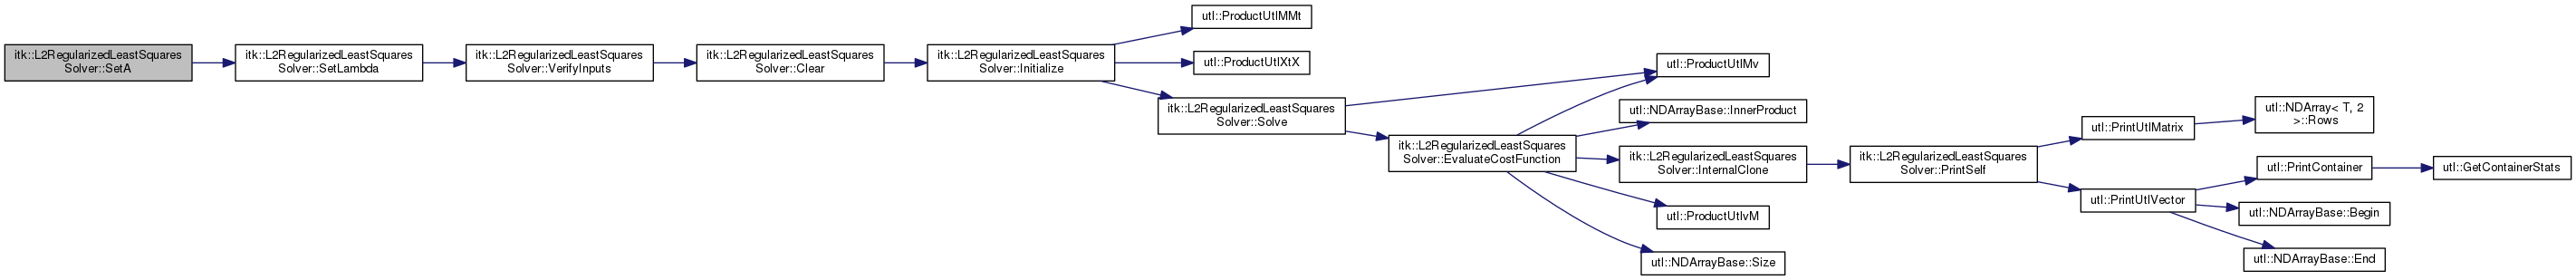 itk::L2RegularizedLeastSquares
Solver::SetA
itk::L2RegularizedLeastSquares
Solver::SetLambda
itk::L2RegularizedLeastSquares
Solver::VerifyInputs
itk::L2RegularizedLeastSquares
Solver::Clear
itk::L2RegularizedLeastSquares
Solver::Initialize
utl::ProductUtlMMt
utl::ProductUtlXtX
itk::L2RegularizedLeastSquares
Solver::Solve
utl::ProductUtlMv
itk::L2RegularizedLeastSquares
Solver::EvaluateCostFunction
utl::NDArrayBase::InnerProduct
itk::L2RegularizedLeastSquares
Solver::InternalClone
utl::ProductUtlvM
utl::NDArrayBase::Size
itk::L2RegularizedLeastSquares
Solver::PrintSelf
utl::PrintUtlMatrix
utl::NDArray< T, 2
>::Rows
utl::PrintUtlVector
utl::PrintContainer
utl::GetContainerStats
utl::NDArrayBase::Begin
utl::NDArrayBase::End